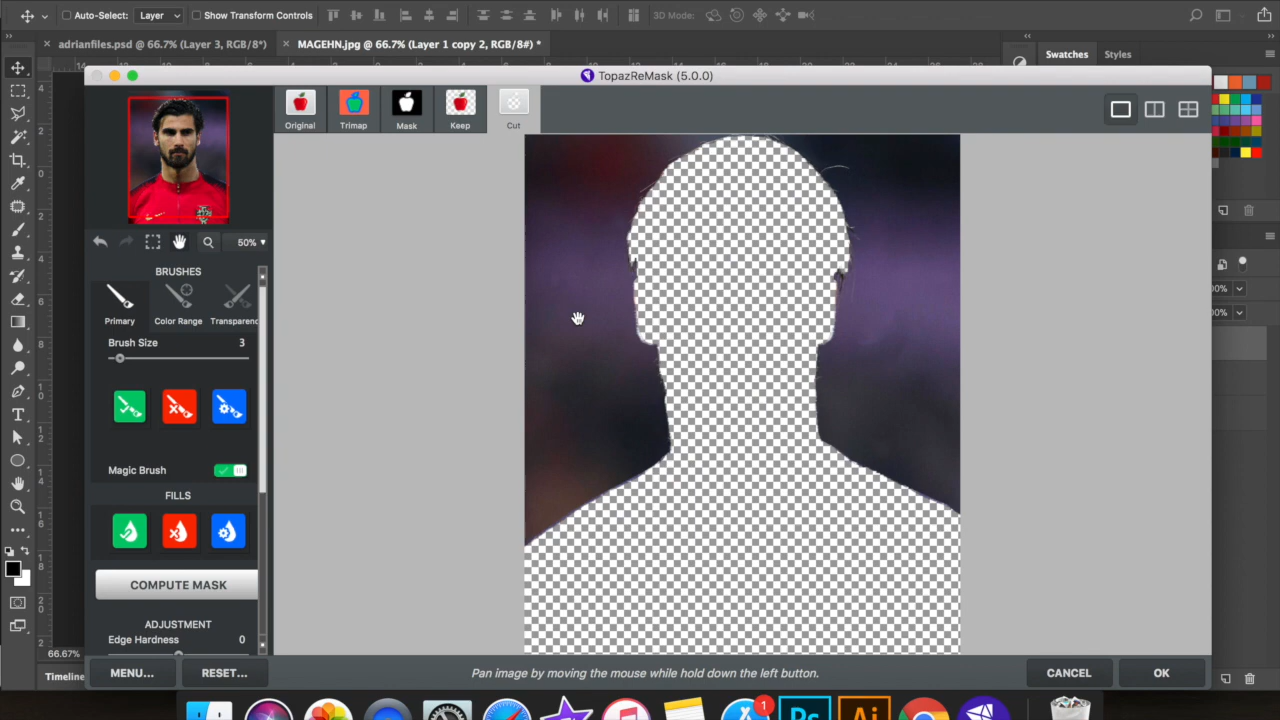 Auto-Select: Layer Show Transform Controls 3D Mode:
adrianfiles.psd @ 66.7% (Layer 3, RGB/8*) MAGEHN.jpg @ 66.7% (Layer 1 copy 2, RGB/8#) *
Swatches Styles
TopazReMask (5.0.0)
Original Trimap Mask Keep Cut
50%
BRUSHES
Primary Color Range Transparenc
Brush Size 3
Magic Brush
FILLS
COMPUTE MASK
ADJUSTMENT
Edge Hardness 0
66.67%
MENU... RESET... Pan image by moving the mouse while hold down the left button. CANCEL OK
Timeline
1
Ps Ai